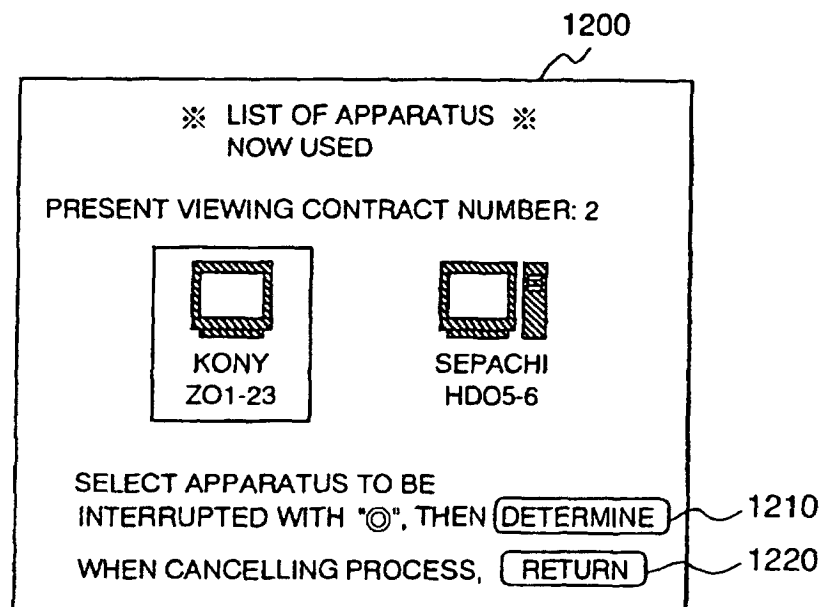 1200
※ LIST OF APPARATUS ※
NOW USED
PRESENT VIEWING CONTRACT NUMBER: 2
KONY
ZO1-23
SEPACHI
HDO5-6
SELECT APPARATUS TO BE
INTERRUPTED WITH "◎", THEN DETERMINE 1210
WHEN CANCELLING PROCESS, RETURN 1220